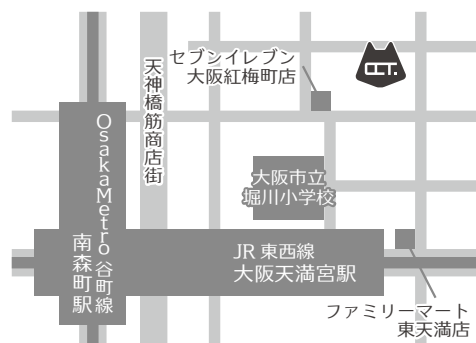 セブンイレブン
大阪紅梅町店
天神橋筋商店街
OsakaMetro谷町線
南森町駅
大阪市立
堀川小学校
JR東西線
大阪天満宮駅
ファミリーマート
東天満店